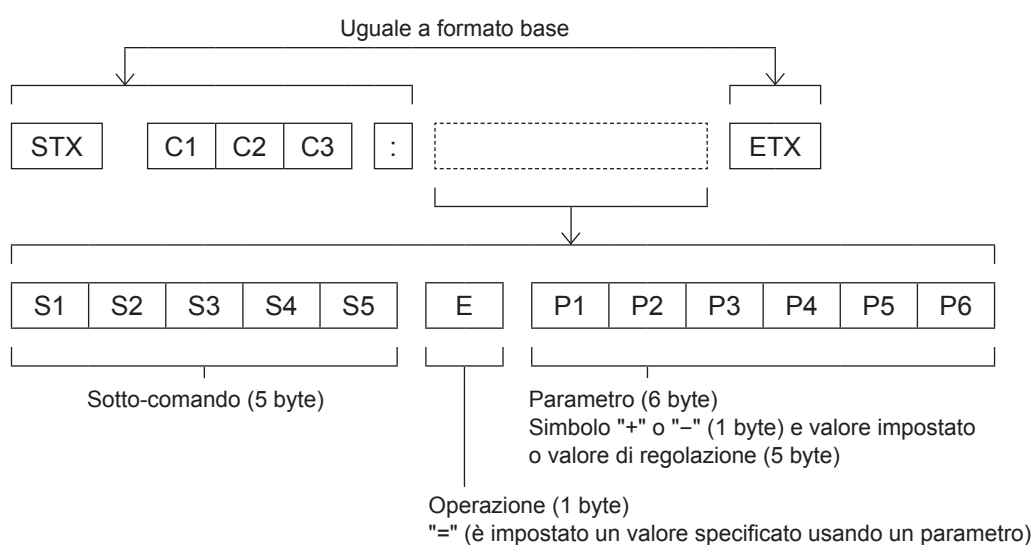 Uguale a formato base
STX C1 C2 C3 : ETX
S1 S2 S3 S4 S5 E P1 P2 P3 P4 P5 P6
Sotto-comando (5 byte)
Parametro (6 byte)
Simbolo "+" o "−" (1 byte) e valore impostato
o valore di regolazione (5 byte)
Operazione (1 byte)
"=" (è impostato un valore specificato usando un parametro)